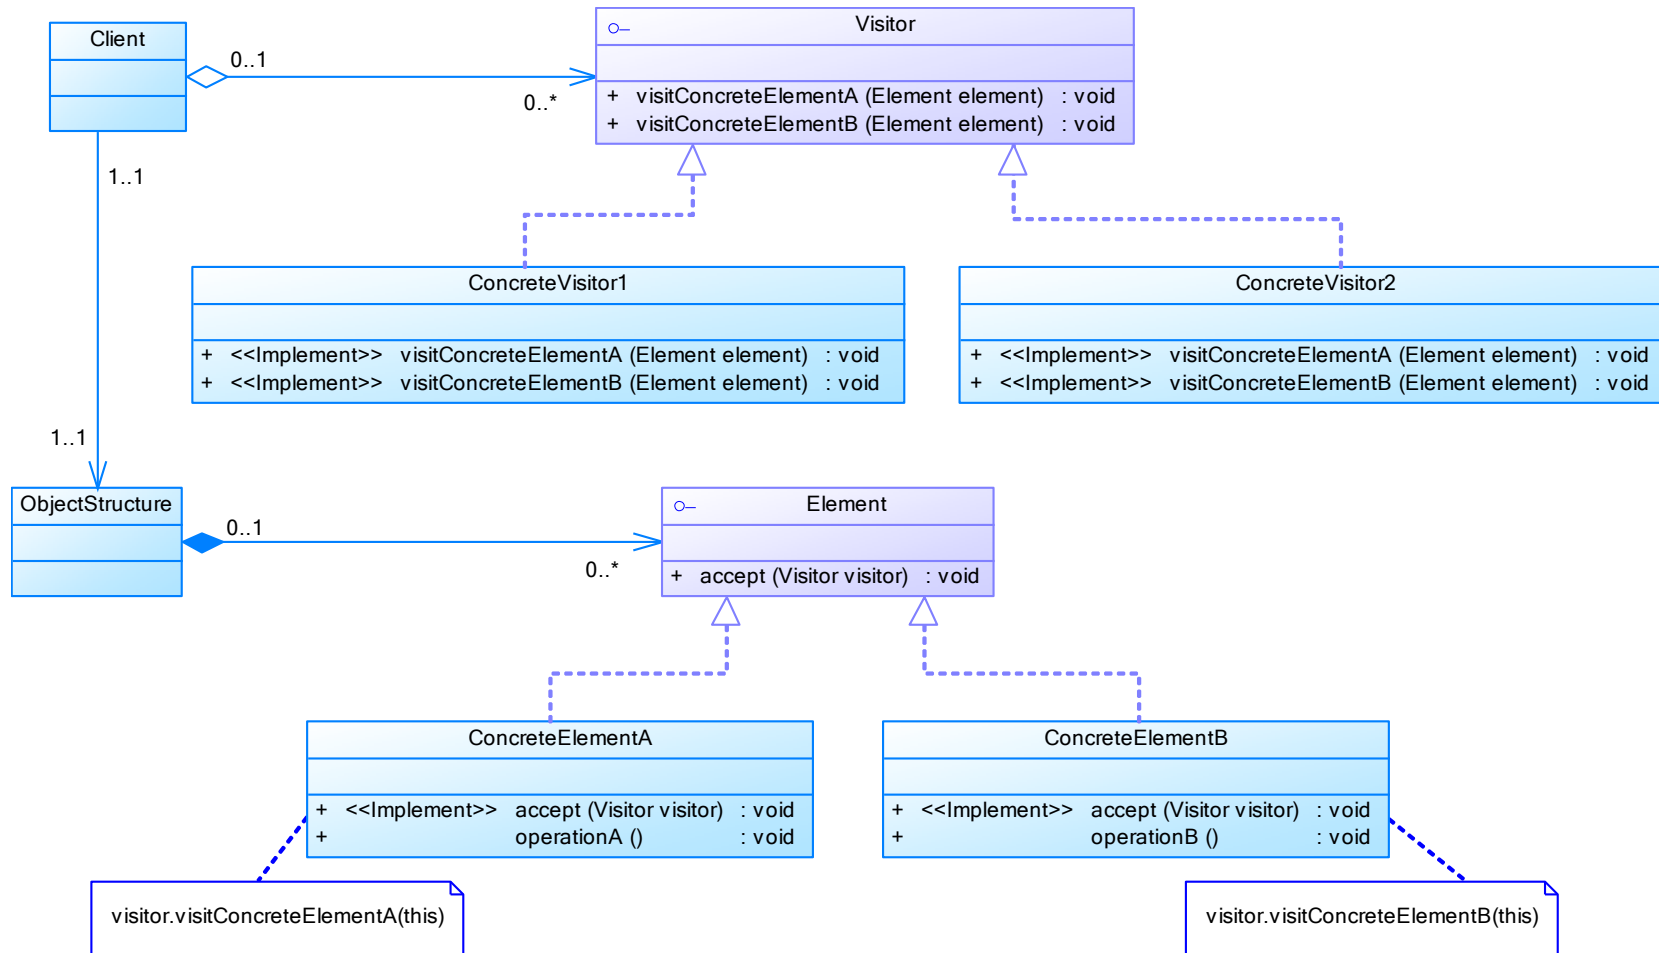 Client
0..1
0..*
Visitor
+ visitConcreteElementA (Element element) : void
+ visitConcreteElementB (Element element) : void
1..1
1..1
ConcreteVisitor1
+ <<Implement>> visitConcreteElementA (Element element) : void
+ <<Implement>> visitConcreteElementB (Element element) : void
ConcreteVisitor2
+ <<Implement>> visitConcreteElementA (Element element) : void
+ <<Implement>> visitConcreteElementB (Element element) : void
ObjectStructure
0..1
0..*
Element
+ accept (Visitor visitor) : void
ConcreteElementA
+ <<Implement>> accept (Visitor visitor) : void
+ operationA () : void
ConcreteElementB
+ <<Implement>> accept (Visitor visitor) : void
+ operationB () : void
visitor.visitConcreteElementA(this)
visitor.visitConcreteElementB(this)